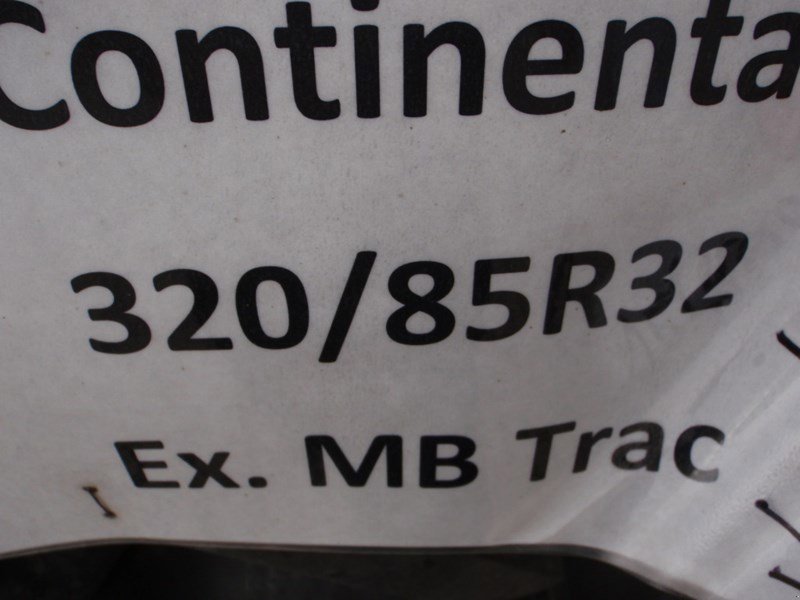 Continenta
320/85R32
Ex. MB Trac